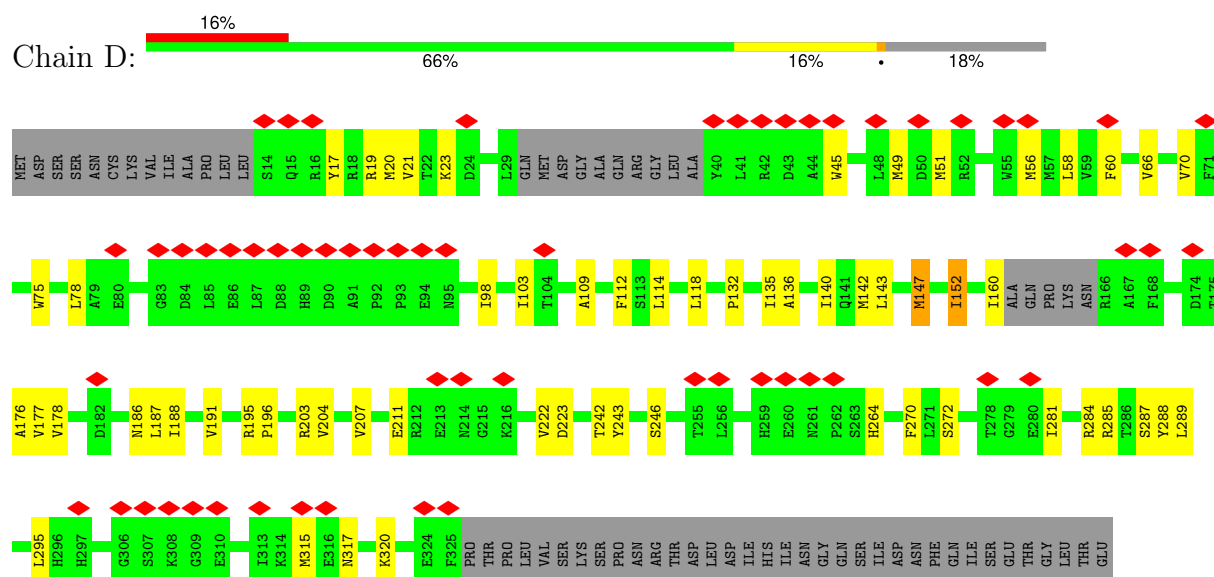 16%
Chain D:
66% 16% • 18%
MET ASP SER SER ASN CYS LYS VAL ILE ALA PRO LEU LEU S14 Q15 R16 Y17 R18 R19 M20 V21 T22 K23 D24 L29 GLN MET ASP GLY ALA GLN ARG GLY LEU ALA Y40 L41 R42 D43 A44 W45 L48 M49 D50 M51 R52 W55 M56 M57 L58 V59 F60 V66 V70 F71
W75 L78 A79 E80 G83 D84 L85 E86 L87 D88 H89 D90 A91 P92 P93 E94 N95 I98 I103 T104 A109 F112 S113 L114 L118 P132 I135 A136 I140 Q141 M142 L143 M147 I152 I160 ALA GLN PRO LYS ASN R166 A167 F168 D174 T175
A176 V177 V178 D182 N186 L187 I188 V191 R195 P196 R203 V204 V207 E211 R212 E213 N214 G215 K216 V222 D223 T242 Y243 S246 T255 L256 H259 E260 N261 P262 S263 H264 F270 L271 S272 T278 G279 E280 I281 R284 R285 T286 S287 Y288 L289
L295 H296 H297 G306 S307 K308 G309 E310 I313 K314 M315 E316 N317 K320 E324 F325 PRO THR PRO LEU VAL SER LYS SER PRO ASN ARG THR ASP LEU ASP ILE HIS ILE ASN GLY GLN SER ILE ASP ASN PHE GLN ILE SER GLU THR GLY LEU THR GLU